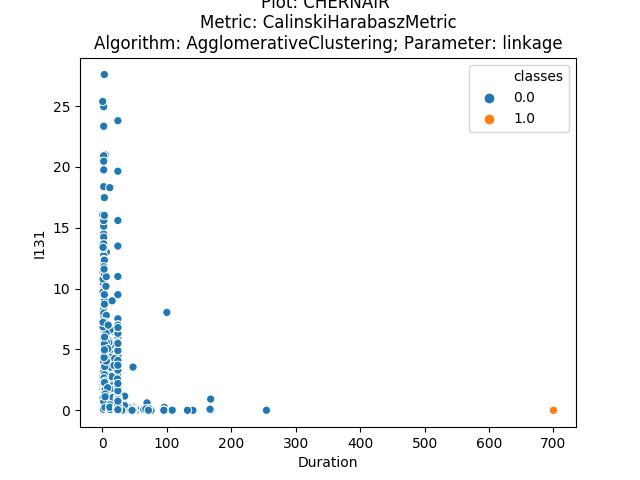 Plot: CHERNAIR
Metric: CalinskiHarabaszMetric
Algorithm: AgglomerativeClustering; Parameter: linkage
classes
0.0
1.0
25
20
15
10
5
0
I131
0 100 200 300 400 500 600 700
Duration